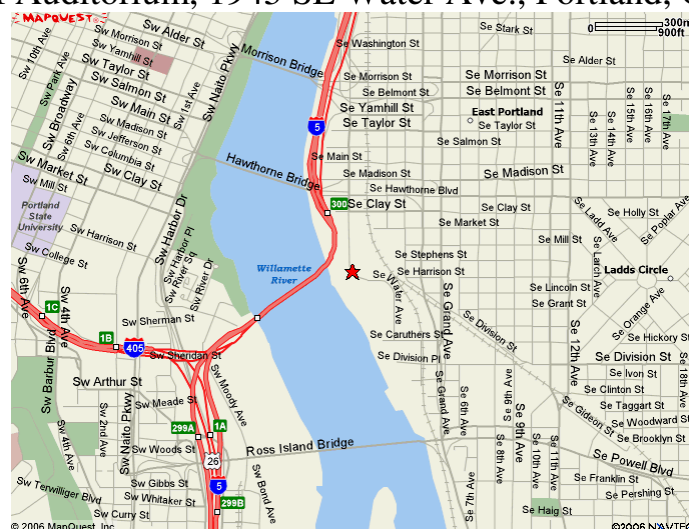 Auditorium, 1945 SE Water Ave., Portland,
MAPQUEST
300m
900ft
Sw Alder St
Sw Morrison St
Sw Yamhill St
Sw Taylor St
Sw Salmon St
Sw Main St
Sw Madison St
Sw Jefferson St
Sw Columbia St
Sw Clay St
Sw Market St
Sw Mill St
Sw 10th Ave
Sw Park Ave
Sw Broadway
Sw 6th Ave
Sw 1st Ave
Sw Naito Pkwy
Morrison Bridge
Hawthorne Bridge
Portland
State
University
Sw Harrison St
Sw College St
Sw Harbor Dr
Sw Harbor Pl
Sw River Sq
Sw River Dr
Willamette
River
5
300
Se Washington St
Se Stark St
Se Alder St
Se Morrison St
Se Morrison St
Se Belmont St
Se Belmont St
Se Yamhill St
Se Taylor St
East Portland
Se Taylor St
Se Salmon St
Se Main St
Se Madison St
Se Madison St
Se Hawthorne Blvd
Se Clay St
Se Clay St
Se Market St
Se Mill St
Se 11th Ave
Se 13th Ave
Se 14th Ave
Se 15th Ave
Se 16th Ave
Se 17th Ave
Se Ladd Ave
Se Holly St
Se Poplar Ave
Se Larch Ave
Ladds Circle
Se Orange Ave
Se Stephens St
Se Harrison St
Se Water Ave
Se Grand Ave
Se Lincoln St
Se Grant St
Se Division St
Se Hickory St
Se Caruthers St
Se Division Pl
Se Division St
Se 12th Ave
Se Ivon St
Se Clinton St
Se Taggart St
Se Woodward St
Se Brooklyn St
Se 18th Ave
Se Gideon St
Se Powell Blvd
Se Franklin St
Se Pershing St
Se Haig St
Se Grand Ave
Se 6th Ave
Se 7th Ave
Se 8th Ave
Se 9th Ave
Se 9th Ave
Se 10th Ave
Se 11th Ave
Sw 6th Ave
Sw 4th Ave
1C
1B
405
Sw Sherman St
Sw Sheridan St
Sw Barbur Blvd
Sw Arthur St
Sw Meade St
Sw Moody Ave
299A
1A
26
5
299B
Sw Woods St
Sw Gibbs St
Sw Whitaker St
Sw Curry St
Sw 4th Ave
Sw 2nd Ave
Sw Naito Pkwy
Sw Terwilliger Blvd
Sw Bond Ave
Ross Island Bridge
© 2006 MapQuest, Inc.
©2006 NAVTEQ